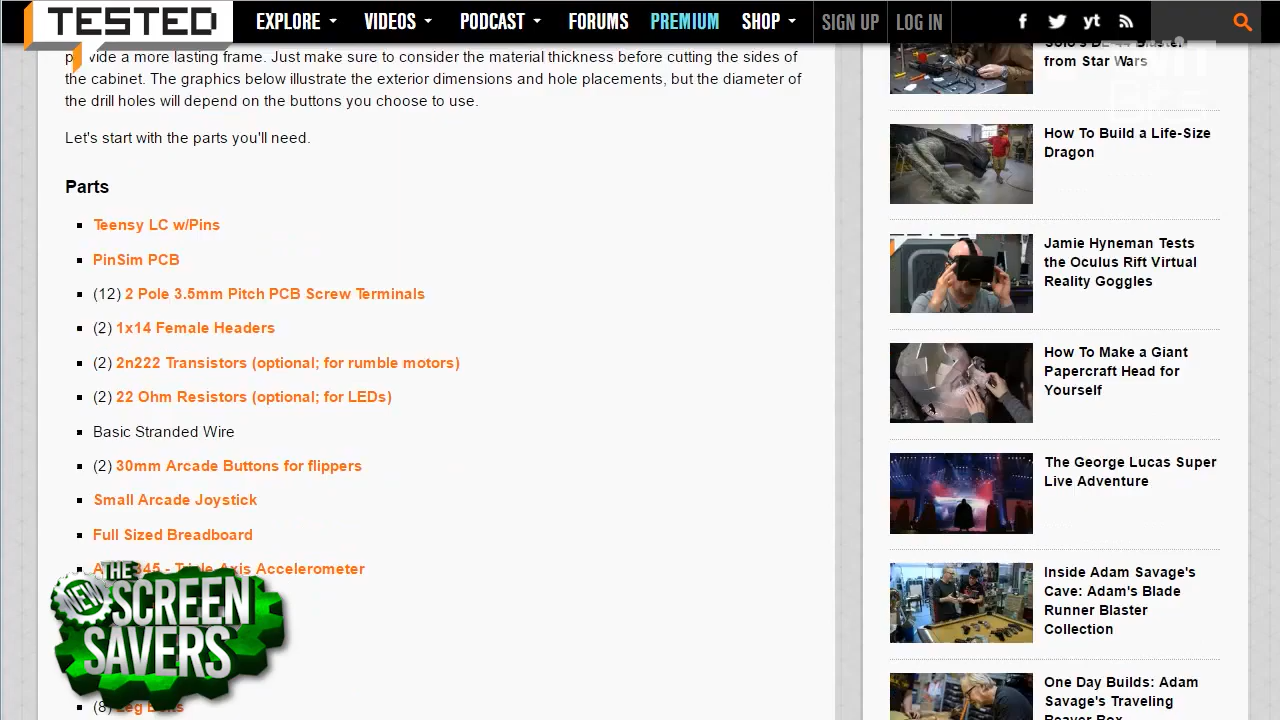 TESTED
EXPLORE VIDEOS PODCAST FORUMS PREMIUM SHOP SIGN UP LOG IN
f yt
provide a more lasting frame. Just make sure to consider the material thickness before cutting the sides of
the cabinet. The graphics below illustrate the exterior dimensions and hole placements, but the diameter of
the drill holes will depend on the buttons you choose to use.
Let's start with the parts you'll need.
Parts
Teensy LC w/Pins
PinSim PCB
(12) 2 Pole 3.5mm Pitch PCB Screw Terminals
(2) 1x14 Female Headers
(2) 2n222 Transistors (optional; for rumble motors)
(2) 22 Ohm Resistors (optional; for LEDs)
Basic Stranded Wire
(2) 30mm Arcade Buttons for flippers
Small Arcade Joystick
Full Sized Breadboard
345 - Triple Axis Accelerometer
(8) Leg
THE
NEW
SCREEN
SAVERS
from Star Wars
How To Build a Life-Size
Dragon
Jamie Hyneman Tests
the Oculus Rift Virtual
Reality Goggles
How To Make a Giant
Papercraft Head for
Yourself
The George Lucas Super
Live Adventure
Inside Adam Savage's
Cave: Adam's Blade
Runner Blaster
Collection
One Day Builds: Adam
Savage's Traveling